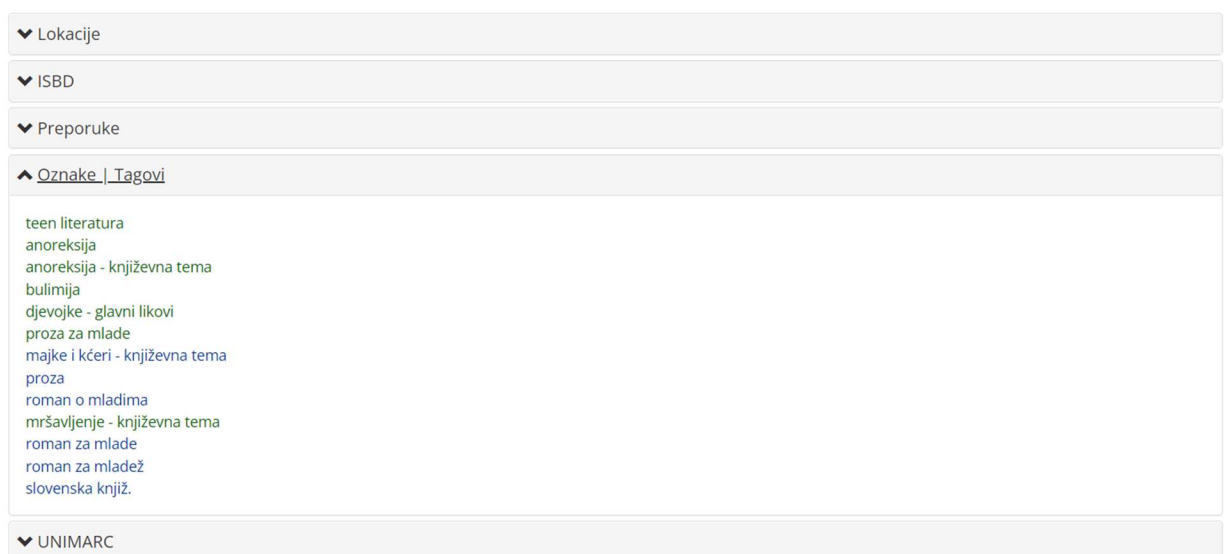 Lokacije
ISBD
Preporuke
Oznake | Tagovi
teen literatura
anoreksija
anoreksija - književna tema
bulimija
djevojke - glavni likovi
proza za mlade
majke i kćeri - književna tema
proza
roman o mladima
mršavljenje - književna tema
roman za mlade
roman za mladež
slovenska knjiž.
UNIMARC